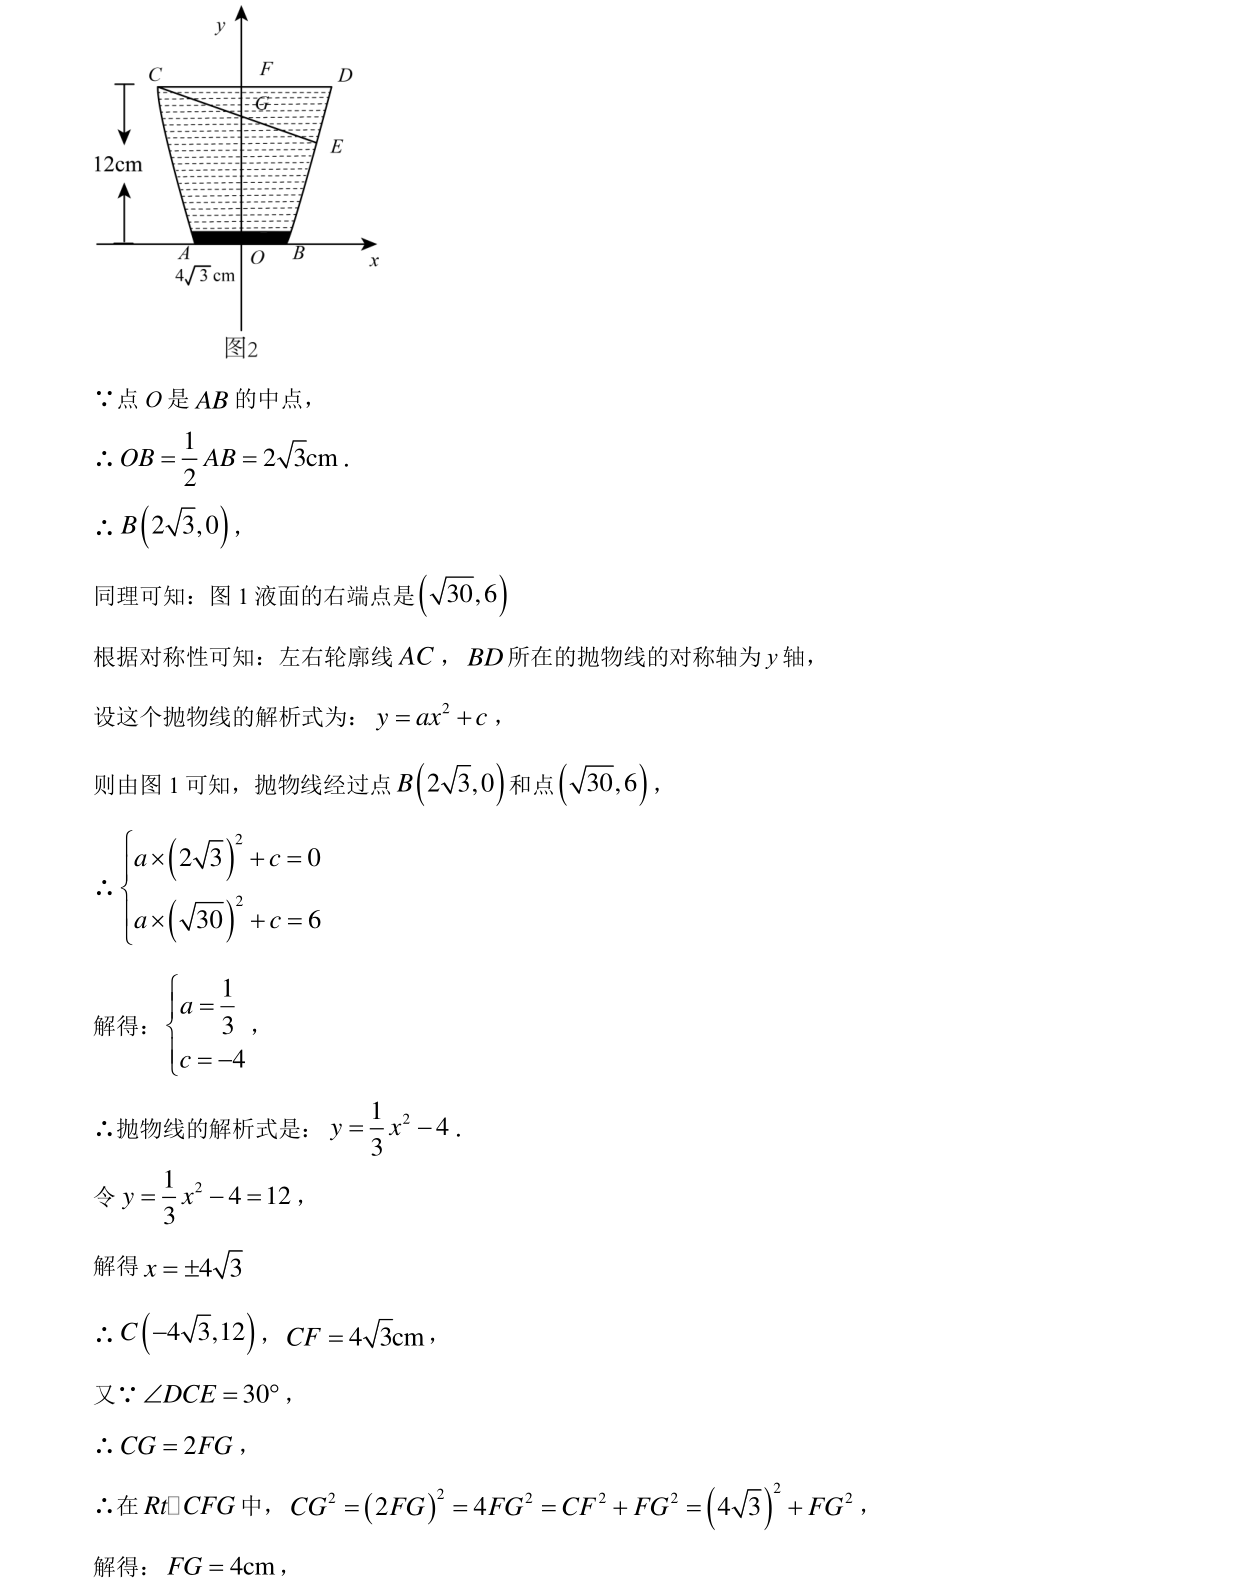 y
C F D
G
E
12cm
A O B x
4√3 cm
图2
∵点 O 是 AB 的中点，
∴ OB = 1/2 AB = 2√3cm .
∴ B(2√3,0)，
同理可知：图 1 液面的右端点是(√30,6)
根据对称性可知：左右轮廓线 AC ，BD 所在的抛物线的对称轴为 y 轴，
设这个抛物线的解析式为： y = ax² + c ，
则由图 1 可知，抛物线经过点 B(2√3,0) 和点 (√30,6)，
∴ { a×(2√3)² + c = 0
a×(√30)² + c = 6
解得： { a = 1/3
c = −4 ，
∴抛物线的解析式是： y = 1/3 x² − 4 .
令 y = 1/3 x² − 4 = 12 ，
解得 x = ±4√3
∴ C(−4√3,12)，CF = 4√3cm ，
又∵ ∠DCE = 30° ，
∴ CG = 2FG ，
∴在 Rt□CFG 中， CG² = (2FG)² = 4FG² = CF² + FG² = (4√3)² + FG² ，
解得： FG = 4cm ，